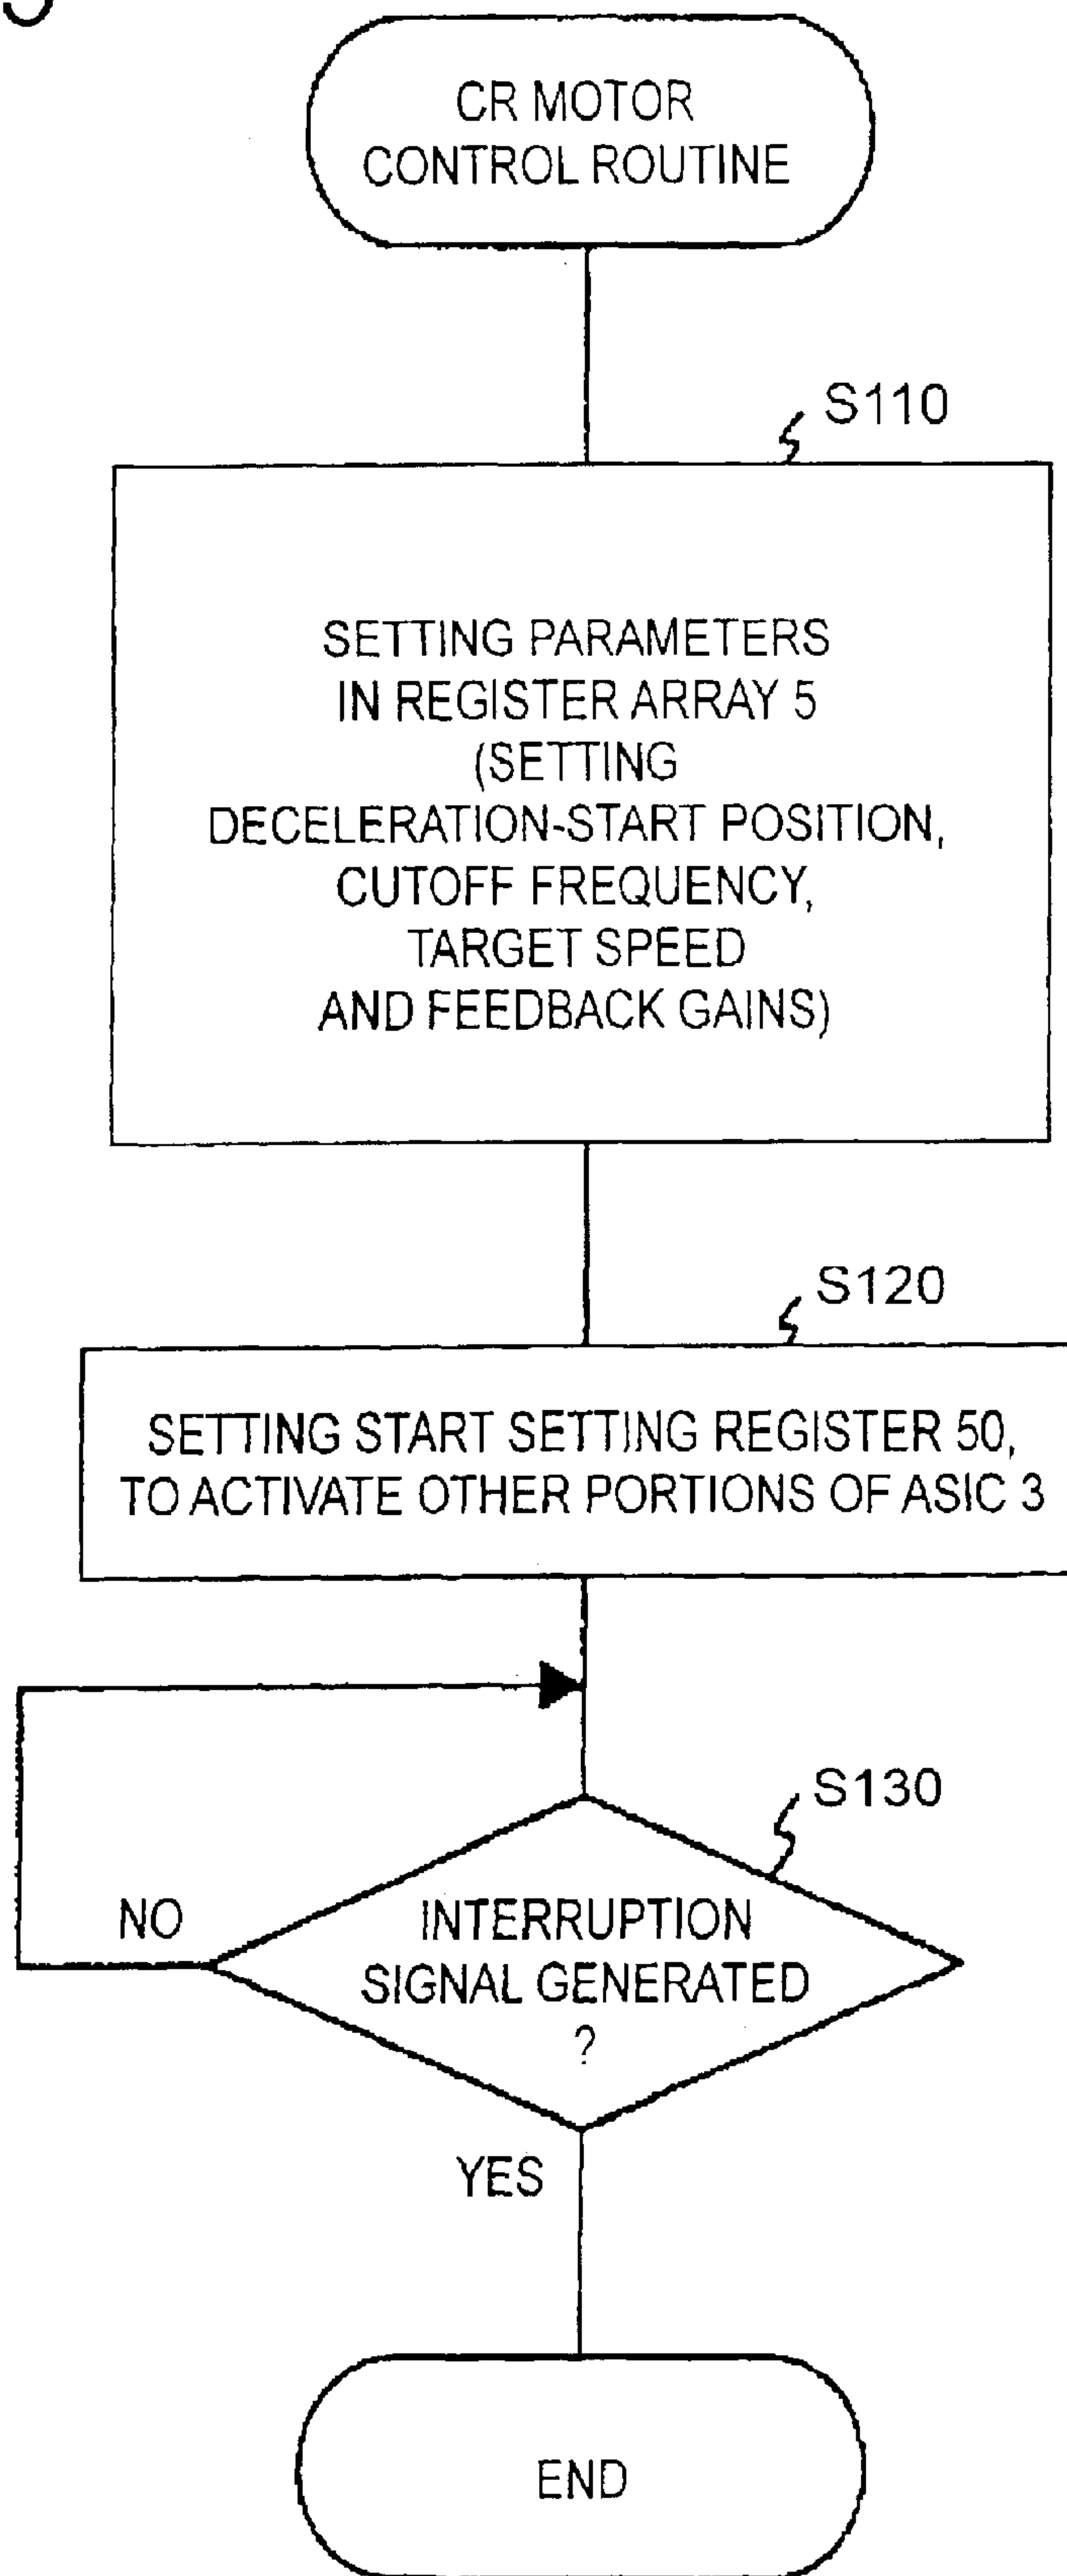 CR MOTOR
CONTROL ROUTINE
S110
SETTING PARAMETERS
IN REGISTER ARRAY 5
(SETTING
DECELERATION-START POSITION,
CUTOFF FREQUENCY,
TARGET SPEED
AND FEEDBACK GAINS)
S120
SETTING START SETTING REGISTER 50,
TO ACTIVATE OTHER PORTIONS OF ASIC 3
S130
NO
INTERRUPTION
SIGNAL GENERATED
?
YES
END